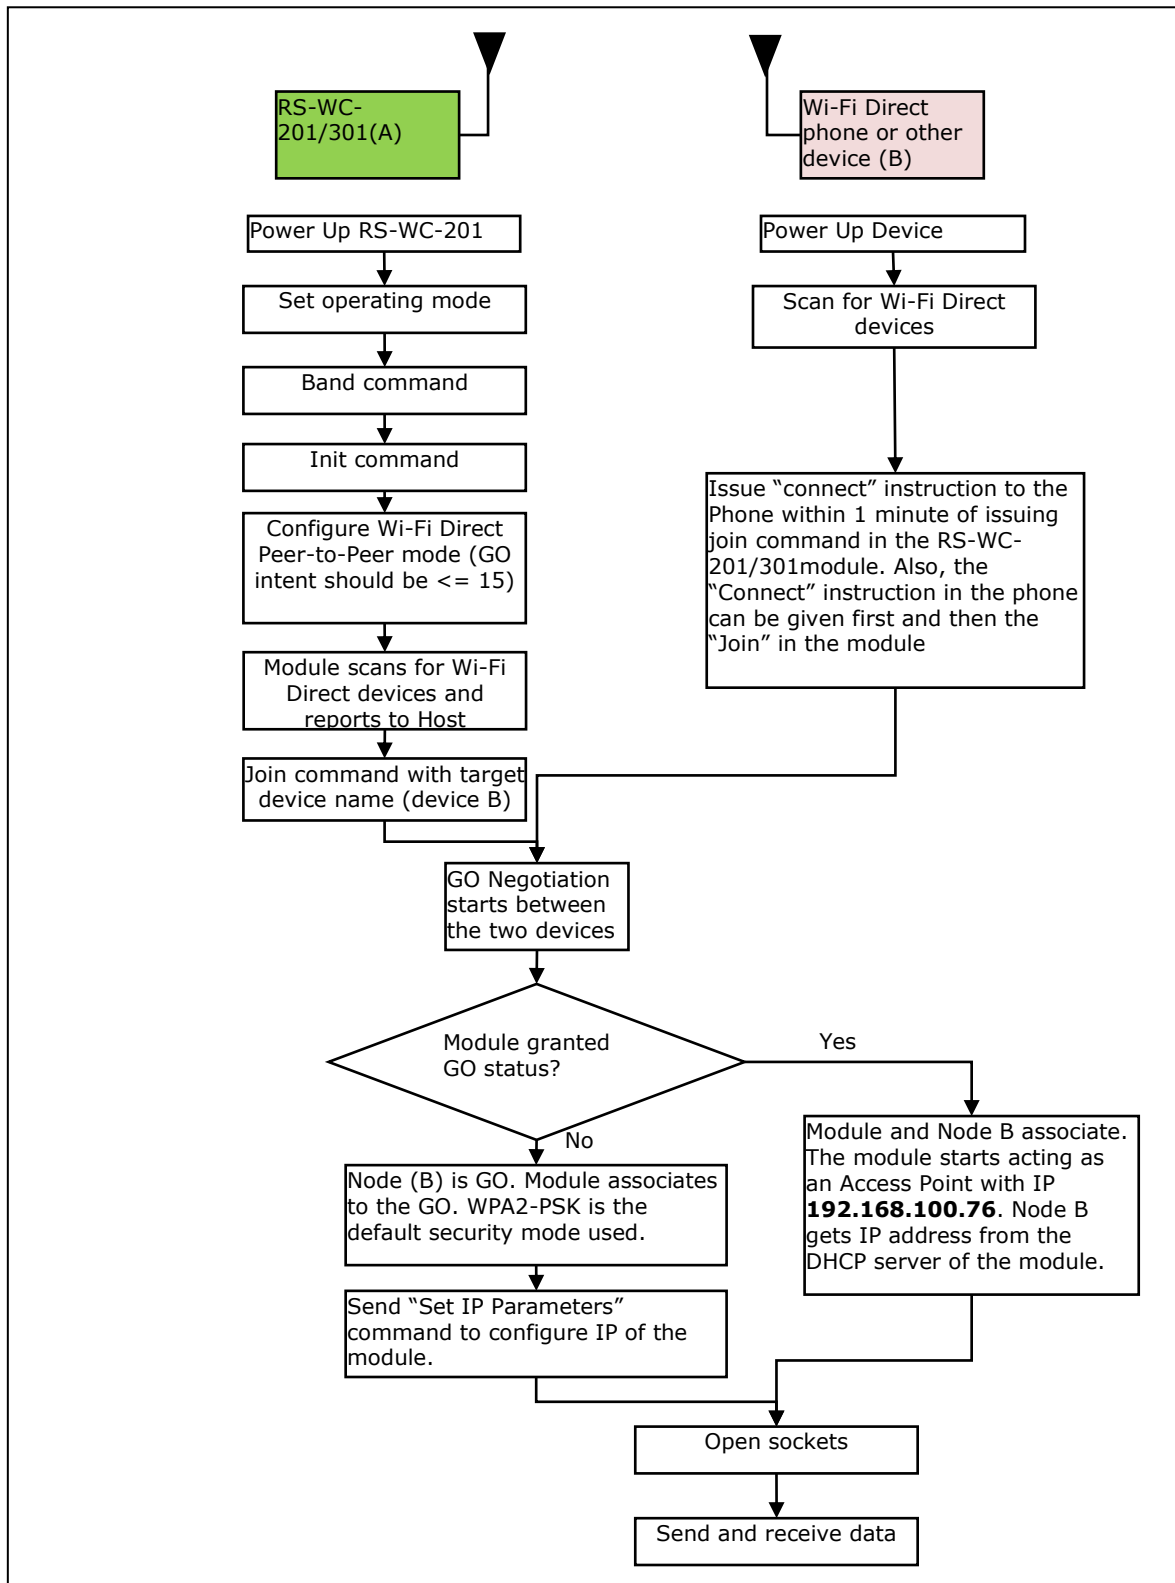 RS-WC-
201/301(A)
Wi-Fi Direct
phone or other
device (B)
Power Up RS-WC-201
Power Up Device
Set operating mode
Scan for Wi-Fi Direct
devices
Band command
Init command
Configure Wi-Fi Direct
Peer-to-Peer mode (GO
intent should be <= 15)
Issue “connect” instruction to the
Phone within 1 minute of issuing
join command in the RS-WC-
201/301module. Also, the
“Connect” instruction in the phone
can be given first and then the
“Join” in the module
Module scans for Wi-Fi
Direct devices and
reports to Host
Join command with target
device name (device B)
GO Negotiation
starts between
the two devices
Module granted
GO status?
Yes
No
Module and Node B associate.
The module starts acting as
an Access Point with IP
192.168.100.76. Node B
gets IP address from the
DHCP server of the module.
Node (B) is GO. Module associates
to the GO. WPA2-PSK is the
default security mode used.
Send “Set IP Parameters”
command to configure IP of the
module.
Open sockets
Send and receive data